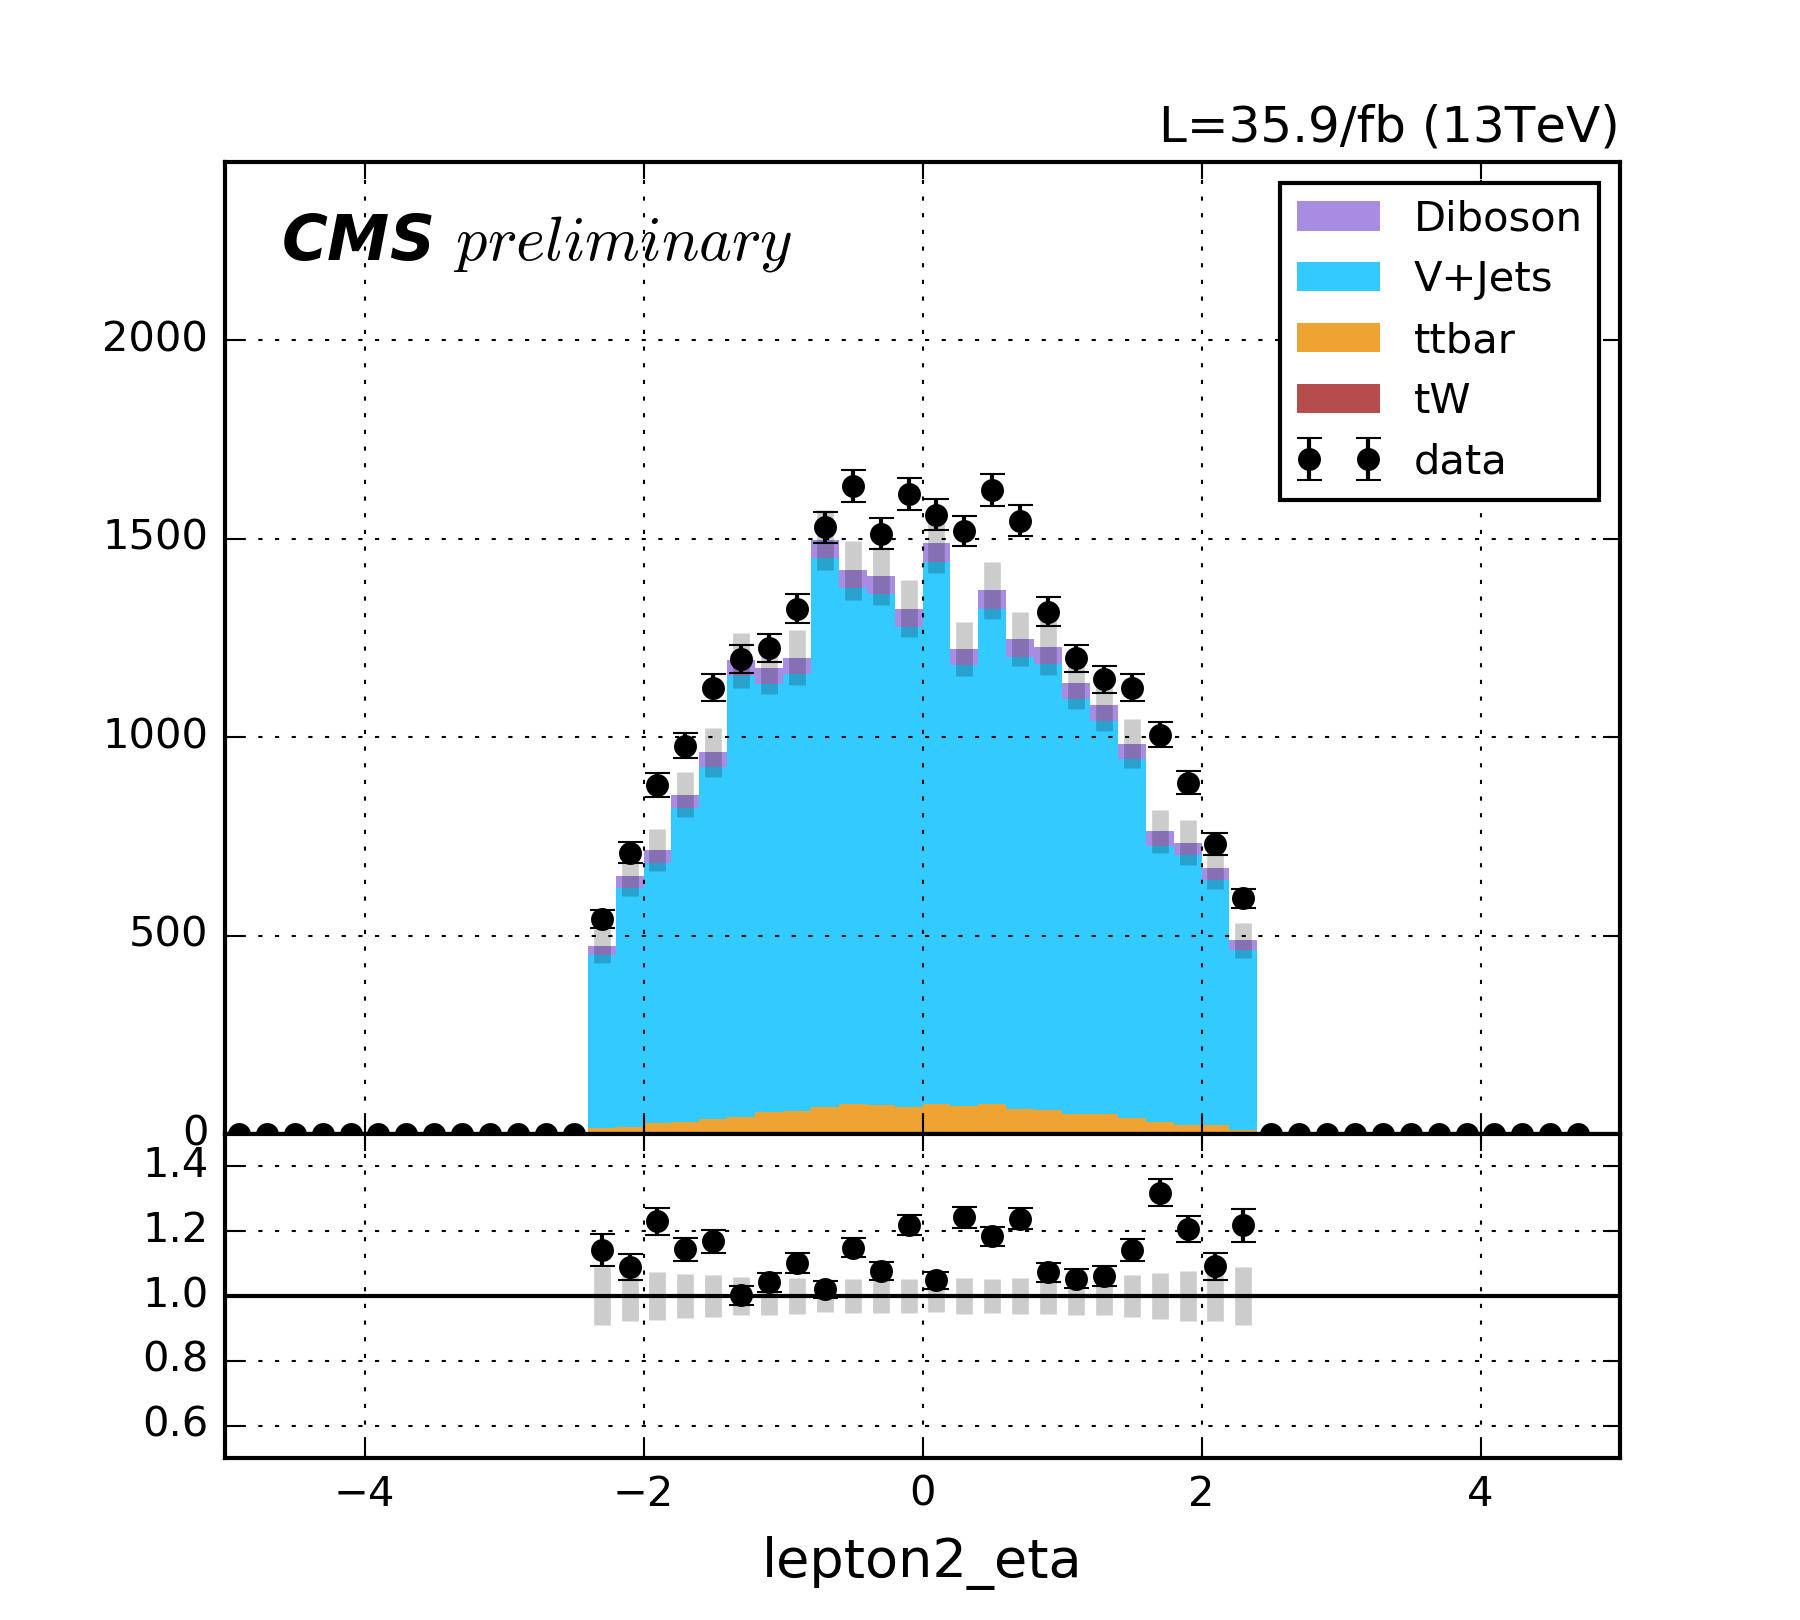 L=35.9/fb (13TeV)
CMS preliminary
Diboson
V+Jets
ttbar
tW
data
2000
1500
1000
500
0
1.4
1.2
1.0
0.8
0.6
−4 −2 0 2 4
lepton2_eta